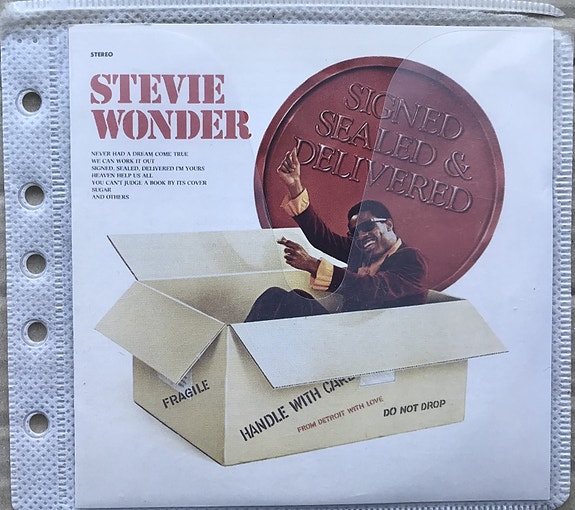 STEREO
STEVIE
WONDER
NEVER HAD A DREAM COME TRUE
WE CAN WORK IT OUT
SIGNED, SEALED, DELIVERED I'M YOURS
HEAVEN HELP US ALL
YOU CAN'T JUDGE A BOOK BY ITS COVER
SUGAR
AND OTHERS
SIGNED
SEALED &
DELIVERED
FRAGILE
HANDLE WITH CARE
FROM DETROIT WITH LOVE
DO NOT DROP